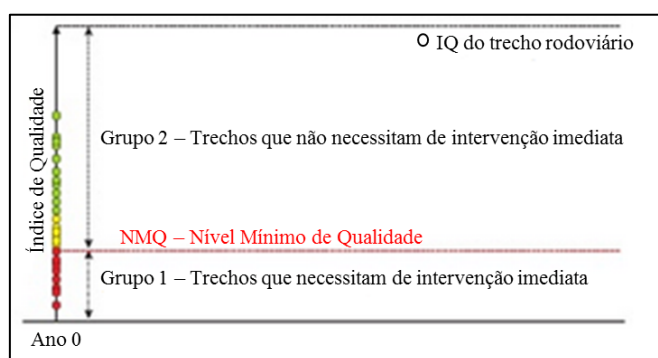 IQ do trecho rodoviário
Índice de Qualidade
Grupo 2 – Trechos que não necessitam de intervenção imediata
NMQ – Nível Mínimo de Qualidade
Grupo 1 – Trechos que necessitam de intervenção imediata
Ano 0